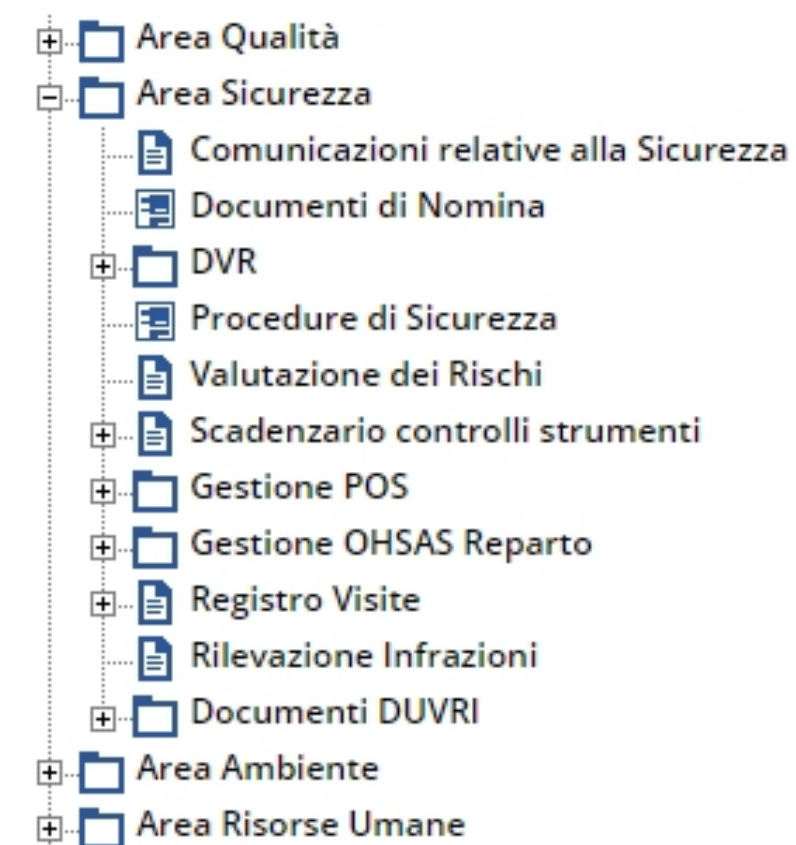 Area Qualità
Area Sicurezza
Comunicazioni relative alla Sicurezza
Documenti di Nomina
DVR
Procedure di Sicurezza
Valutazione dei Rischi
Scadenzario controlli strumenti
Gestione POS
Gestione OHSAS Reparto
Registro Visite
Rilevazione Infrazioni
Documenti DUVRI
Area Ambiente
Area Risorse Umane